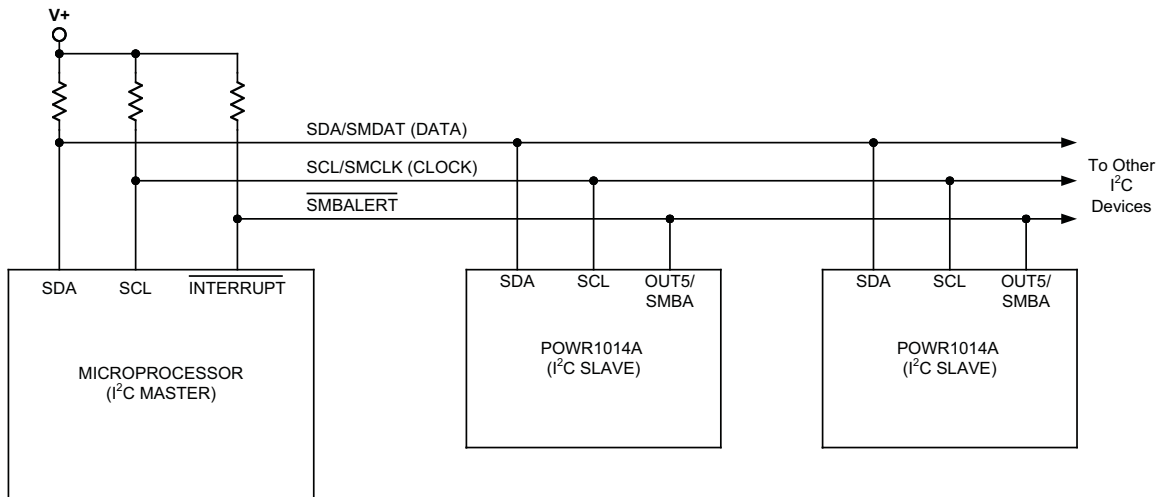 V+
SDA/SMDAT (DATA)
SCL/SMCLK (CLOCK)
SMBALERT
To Other
I²C
Devices
SDA SCL INTERRUPT
MICROPROCESSOR
(I²C MASTER)
SDA SCL OUT5/
SMBA
POWR1014A
(I²C SLAVE)
SDA SCL OUT5/
SMBA
POWR1014A
(I²C SLAVE)